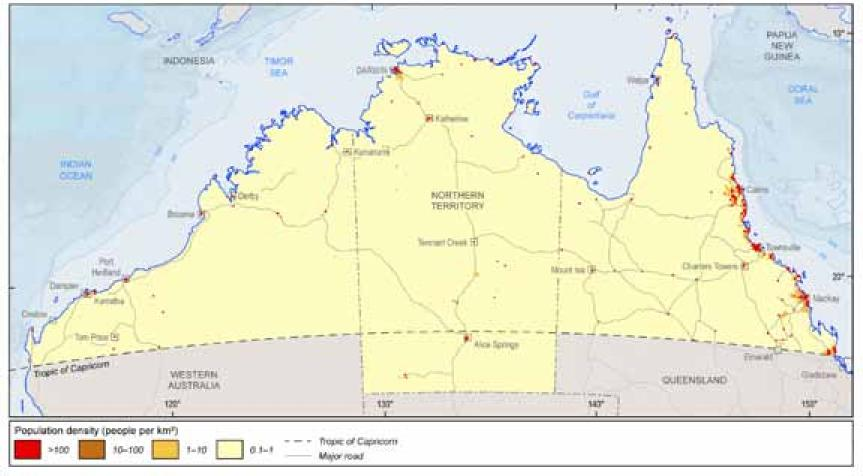 INDONESIA
TIMOR
SEA
PAPUA
NEW
GUINEA
10°
DARWIN
Weipa
Gulf
of
Carpentaria
CORAL
SEA
Katherine
Kununurra
INDIAN
OCEAN
Derby
Broome
NORTHERN
TERRITORY
Cairns
Tennant Creek
Townsville
Port
Hedland
Mount Isa
Charters Towers
20°
Dampier
Karratha
Mackay
Onslow
Tom Price
Alice Springs
Emerald
Tropic of Capricorn
WESTERN
AUSTRALIA
QUEENSLAND
Gladstone
120°
130°
140°
150°
Population density (people per km²)
>100
10–100
1–10
0.1–1
Tropic of Capricorn
Major road